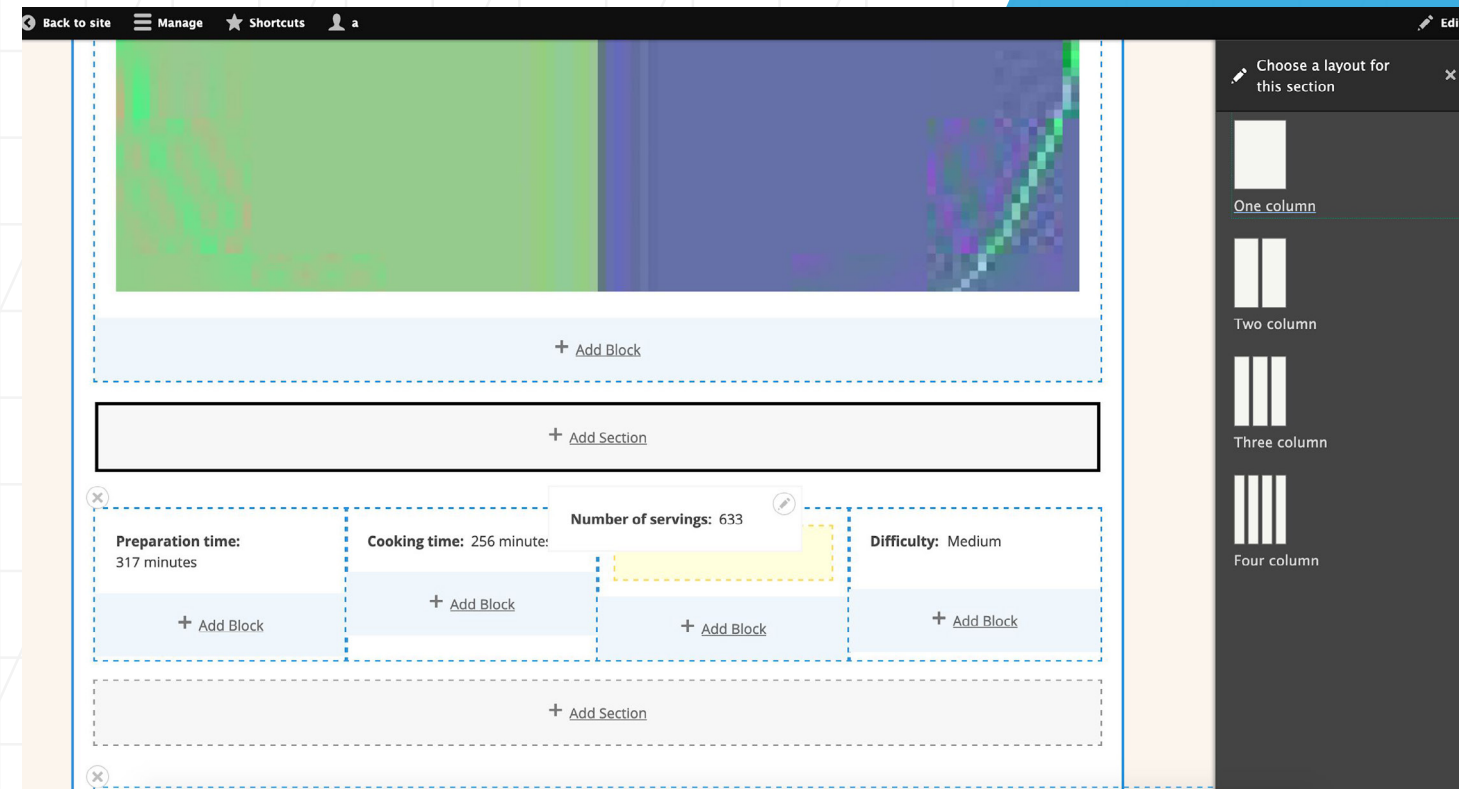 Back to site Manage Shortcuts a
Choose a layout for
this section
One column
Two column
Three column
Four column
+ Add Block
+ Add Section
Number of servings: 633
Preparation time:
317 minutes
Cooking time: 256 minutes
Difficulty: Medium
+ Add Block
+ Add Block
+ Add Block
+ Add Block
+ Add Section